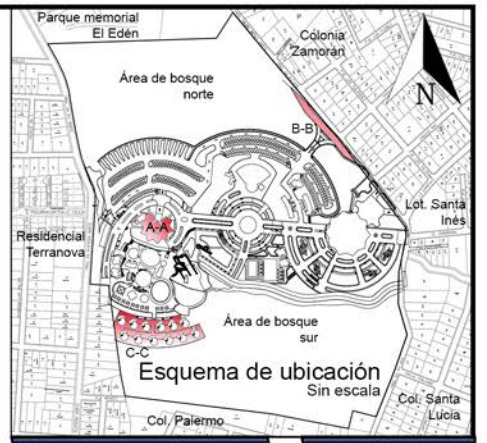 Parque memorial
El Edén
Colonia
Zamorán
Área de bosque
norte
N
B-B
A-A
Lot. Santa
Inés
Residencial
Terranova
Área de bosque
sur
C-C
Esquema de ubicación
Sin escala
Col. Santa
Lucia
Col. Palermo